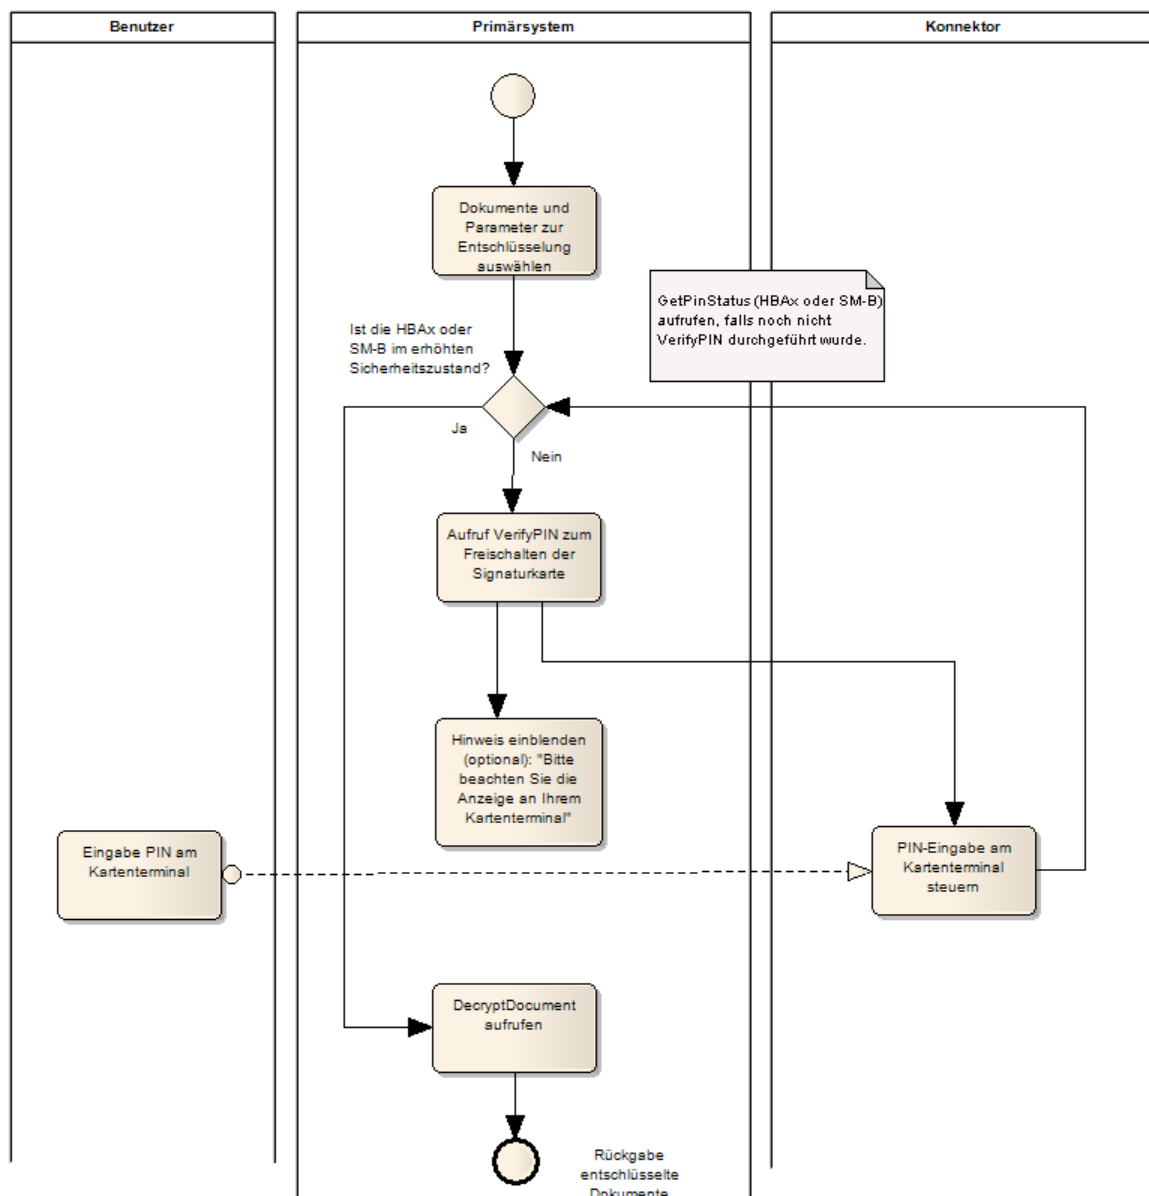 Benutzer
Primärsystem
Konnektor
Dokumente und
Parameter zur
Entschlüsselung
auswählen
GetPinStatus (HBAx oder SM-B)
aufrufen, falls noch nicht
VerifyPIN durchgeführt wurde.
Ist die HBAx oder
SM-B im erhöhten
Sicherheitszustand?
Ja
Nein
Aufruf VerifyPIN zum
Freischalten der
Signaturkarte
Hinweis einblenden
(optional): "Bitte
beachten Sie die
Anzeige an Ihrem
Kartenterminal"
Eingabe PIN am
Kartenterminal
PIN-Eingabe am
Kartenterminal
steuern
DecryptDocument
aufrufen
Rückgabe
entschlüsselte
Dokumente